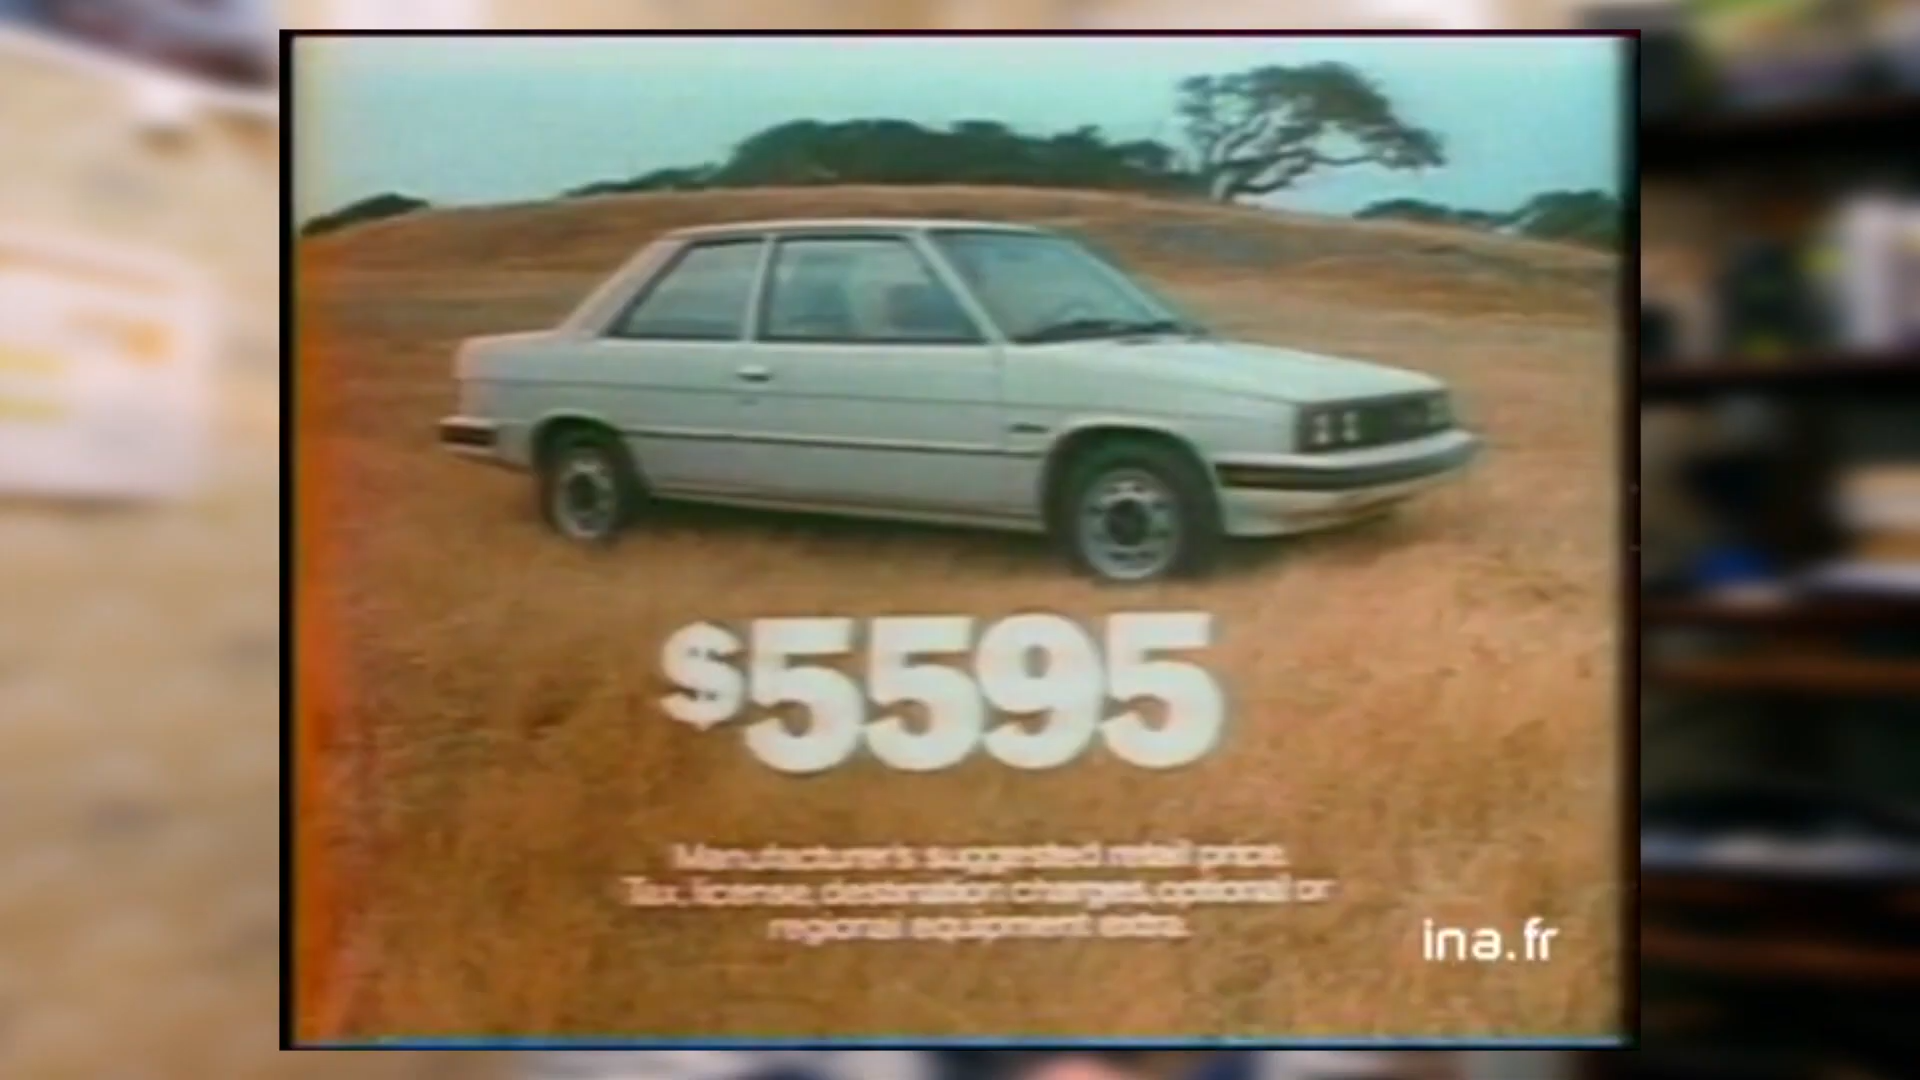 $5595
Manufacturer's suggested retail price.
Tax, license, destination charges, optional or
regional equipment extra.
ina.fr